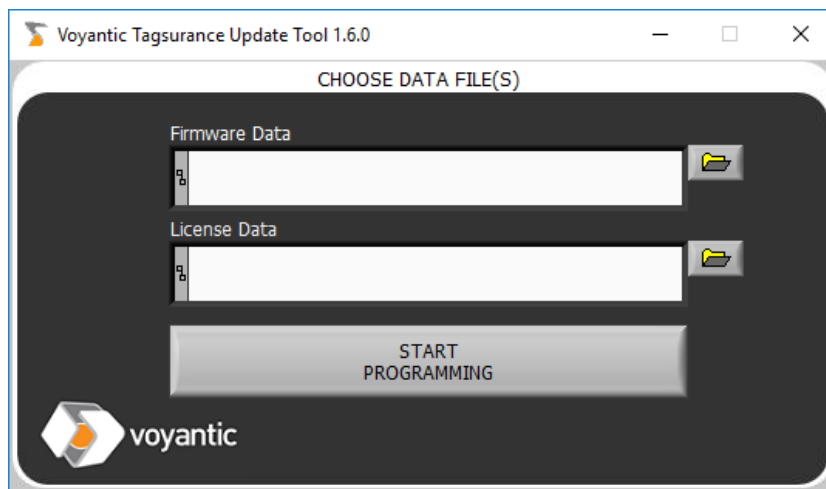 Voyantic Tagsurance Update Tool 1.6.0
CHOOSE DATA FILE(S)
Firmware Data
License Data
START
PROGRAMMING
voyantic